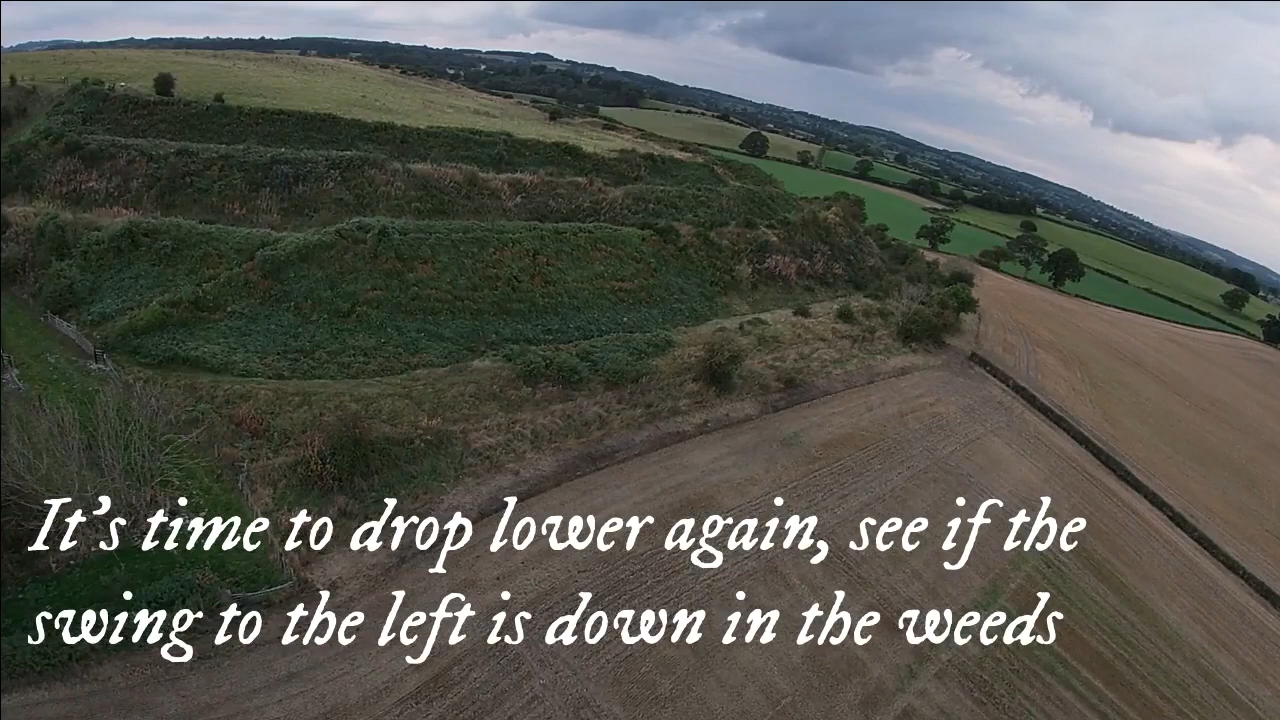 It's time to drop lower again, see if the
swing to the left is down in the weeds